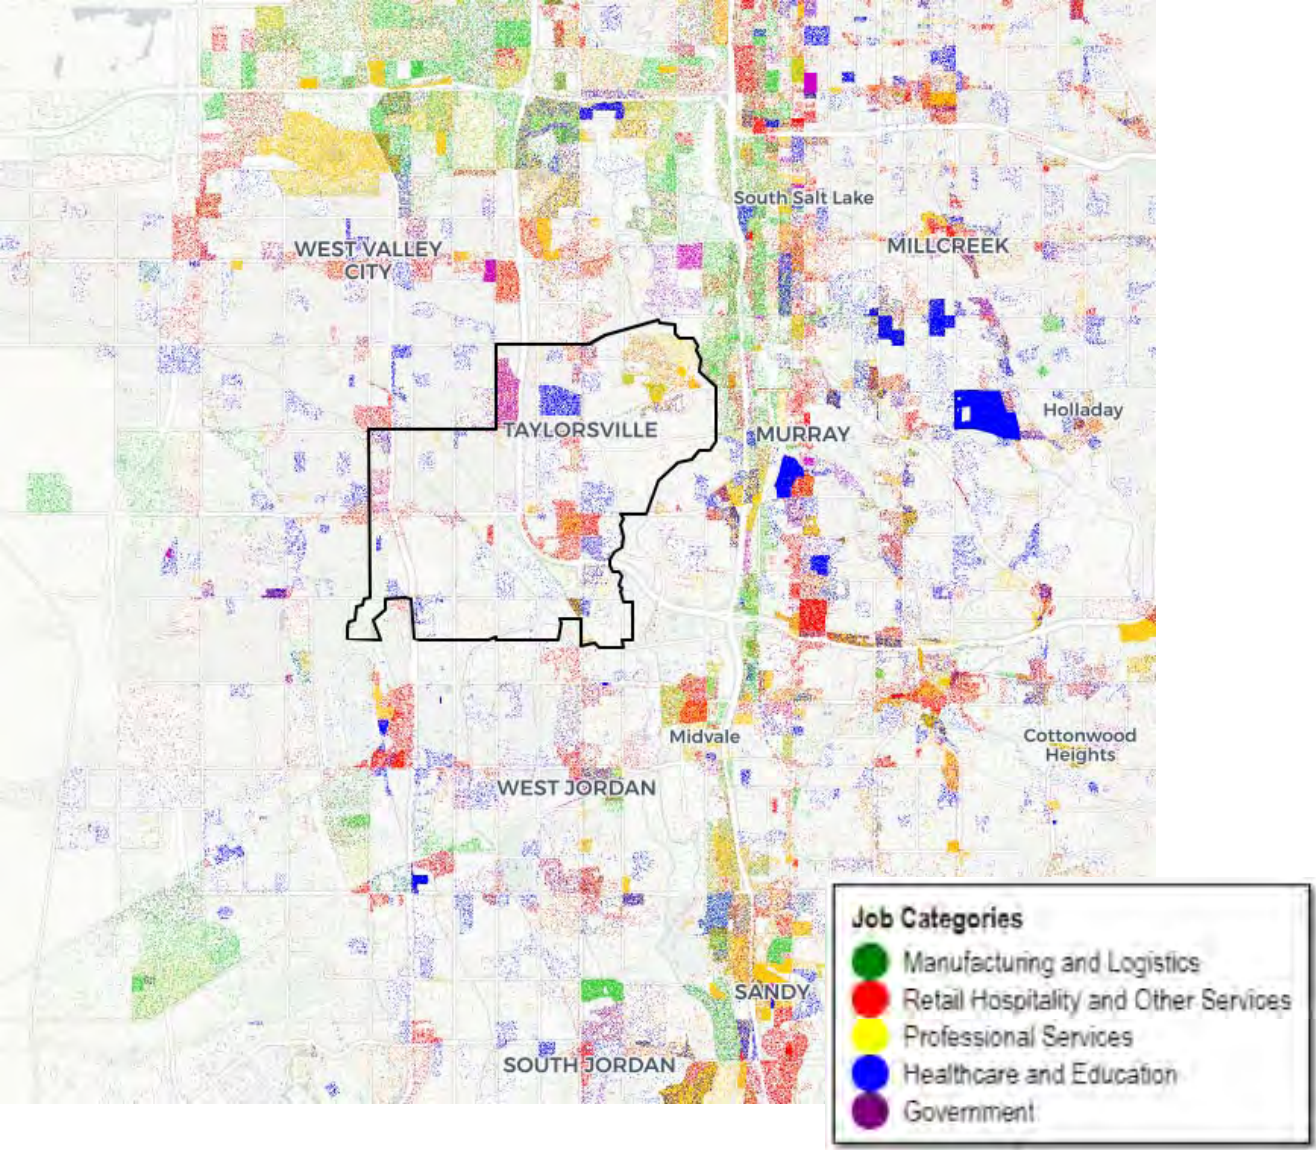 South Salt Lake
WEST VALLEY
CITY
MILLCREEK
Holladay
TAYLORSVILLE
MURRAY
Midvale
Cottonwood
Heights
WEST JORDAN
SANDY
SOUTH JORDAN
Job Categories
Manufacturing and Logistics
Retail Hospitality and Other Services
Professional Services
Healthcare and Education
Government